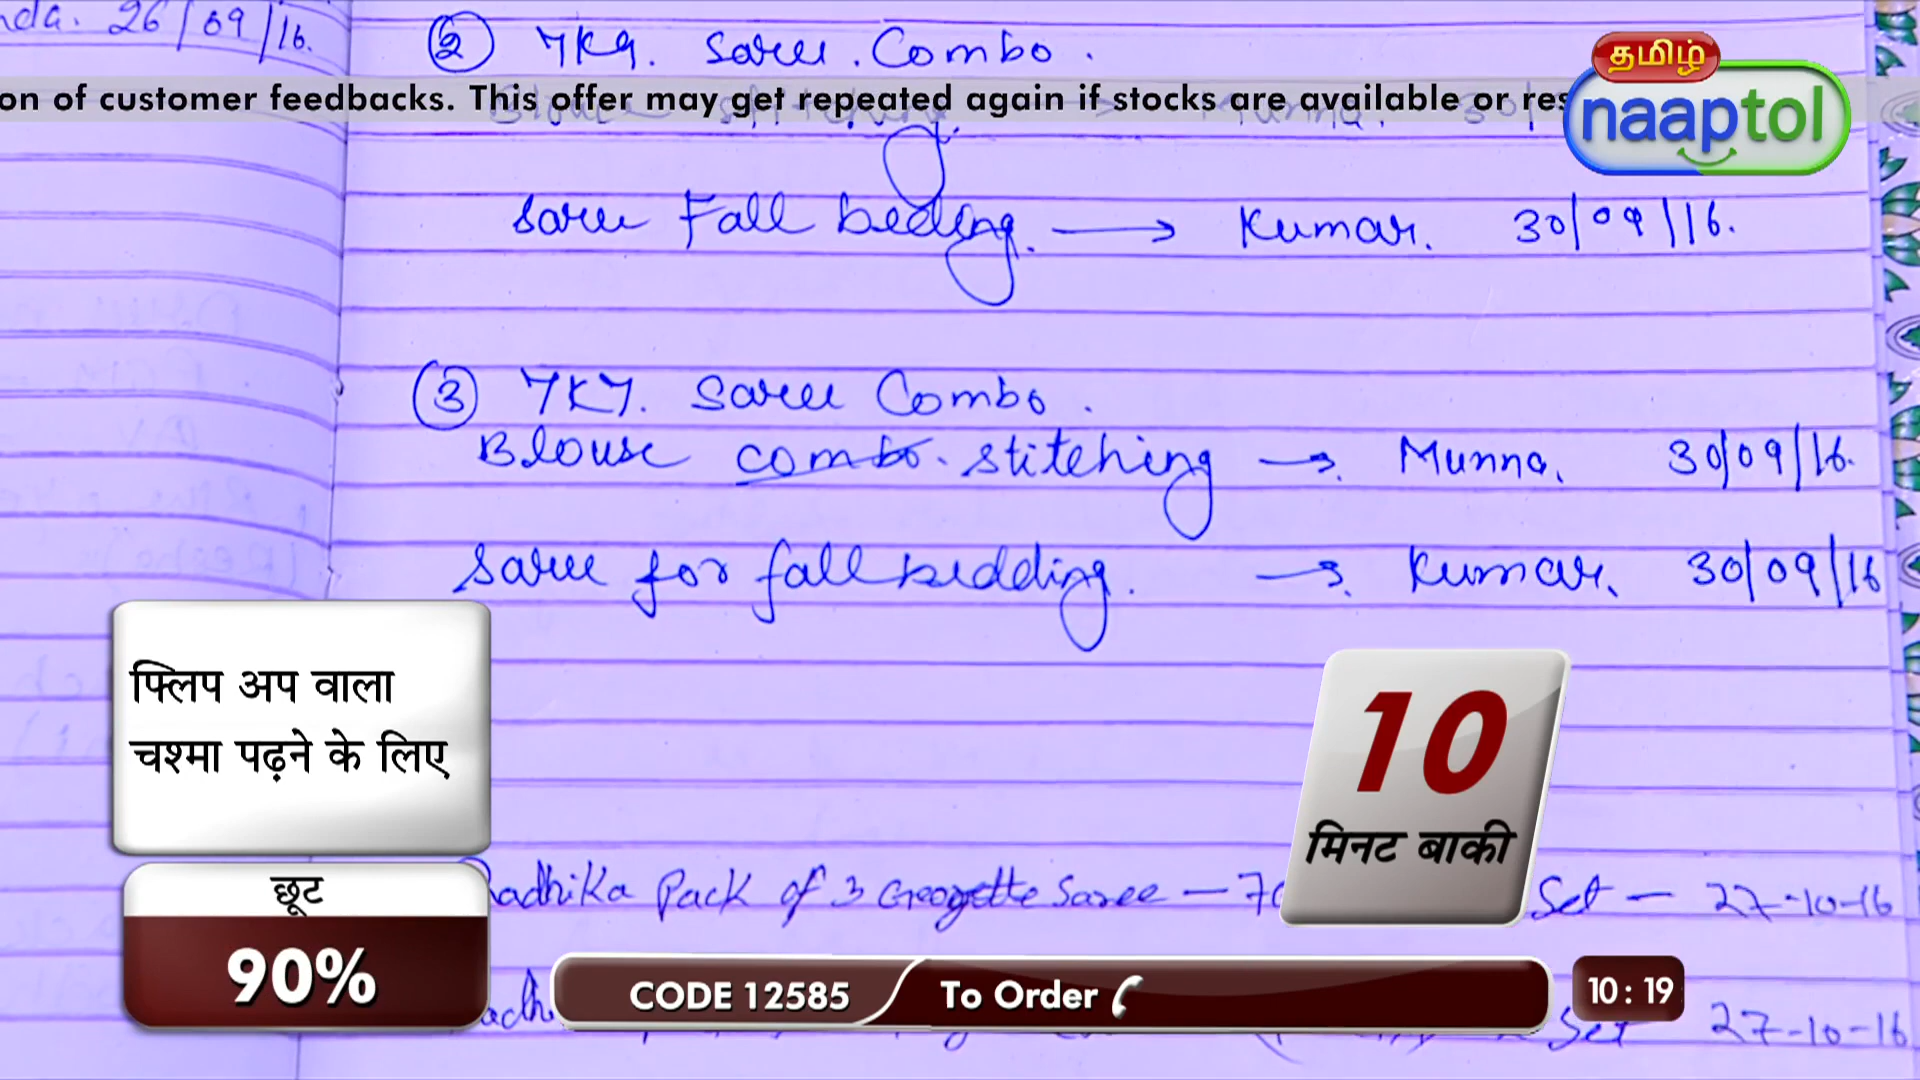 nda. 26/09/16.
② 7K9. Saree. Combo.
தமிழ்
naaptol
on of customer feedbacks. This offer may get repeated again if stocks are available or res
Saree Fall beding. → Kumar. 30/09/16.
③ 7K7. Saree Combo.
Blouse combo. stitching → Munna. 30/09/16.
Saree for fall bedding. → Kumar. 30/09/16
फ्लिप अप वाला
चश्मा पढ़ने के लिए
10
मिनट बाकी
छूट
90%
Radhika Pack of 3 Georgette Saree – Set – 27-10-16
CODE 12585 To Order
10:19
Set 27-10-16